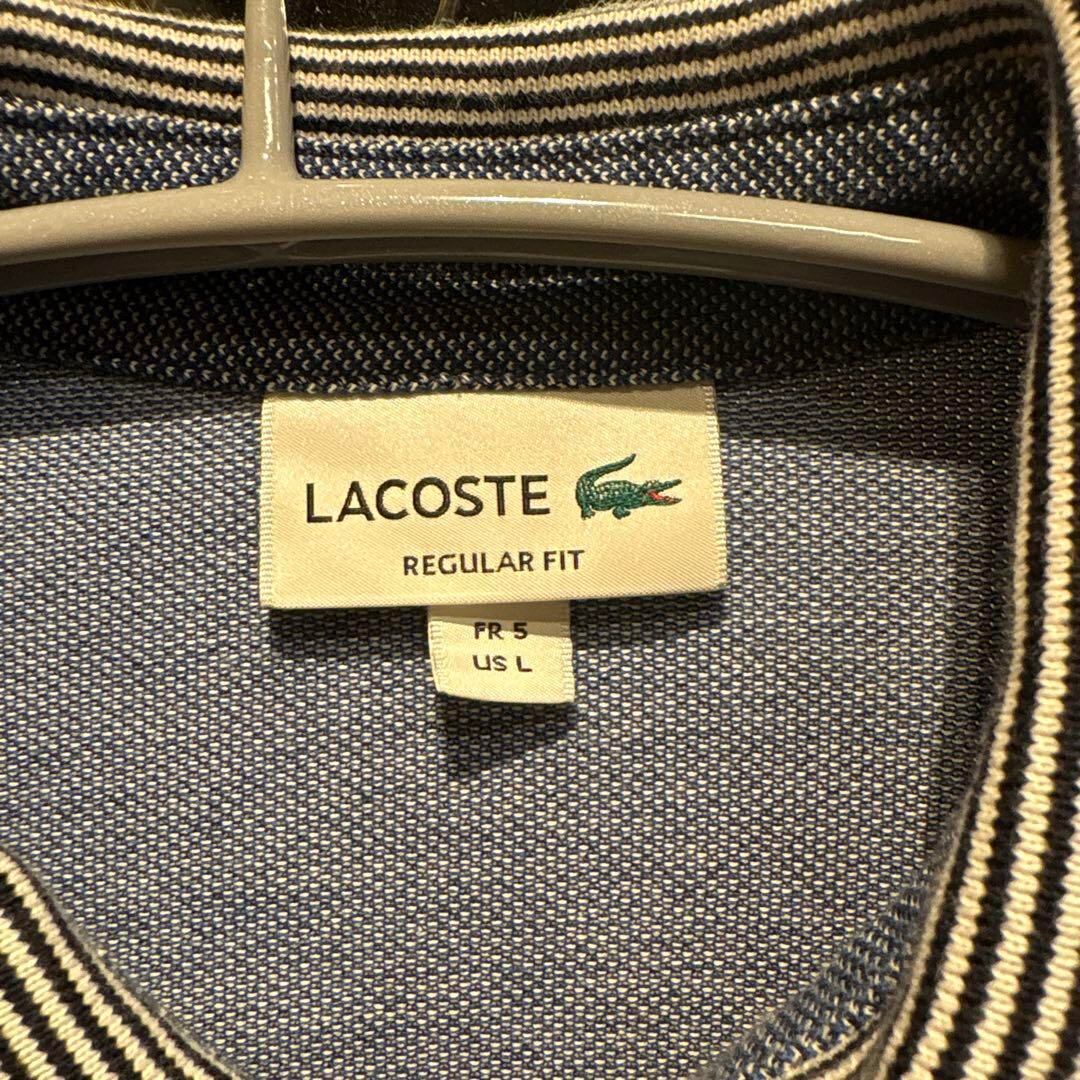 LACOSTE
REGULAR FIT
FR 5
US L